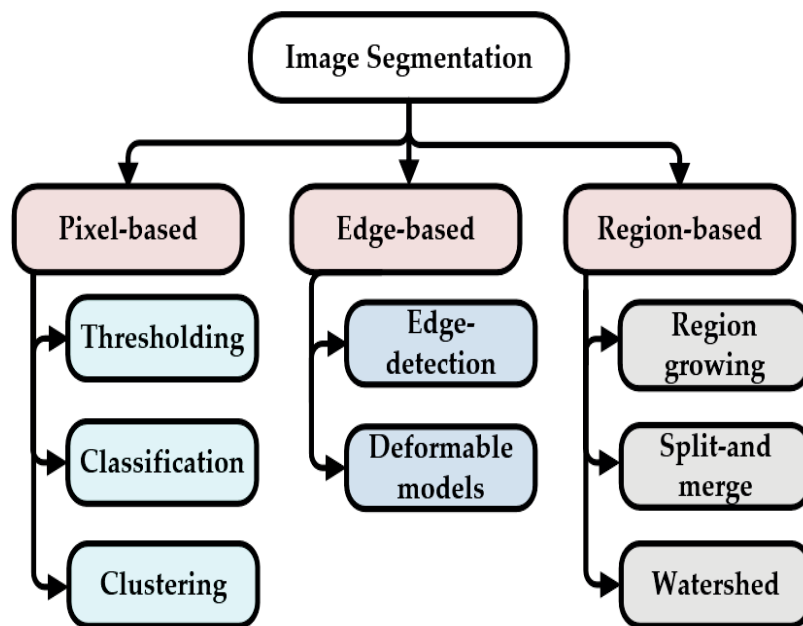 Image Segmentation
Pixel-based
Edge-based
Region-based
Thresholding
Classification
Clustering
Edge-
detection
Deformable
models
Region
growing
Split-and
merge
Watershed